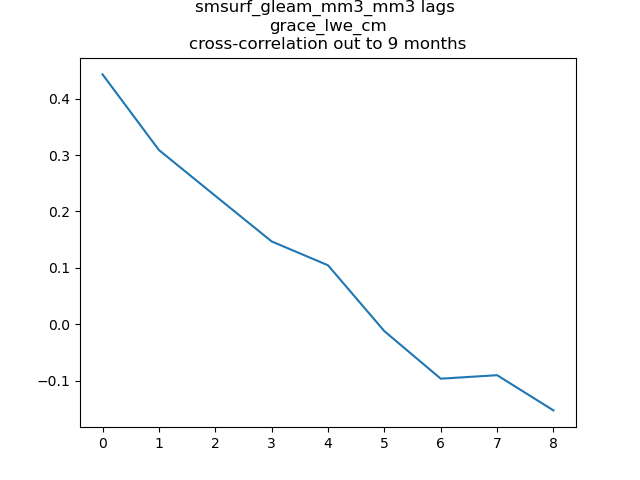 smsurf_gleam_mm3_mm3 lags
grace_lwe_cm
cross-correlation out to 9 months
0.4
0.3
0.2
0.1
0.0
−0.1
0 1 2 3 4 5 6 7 8